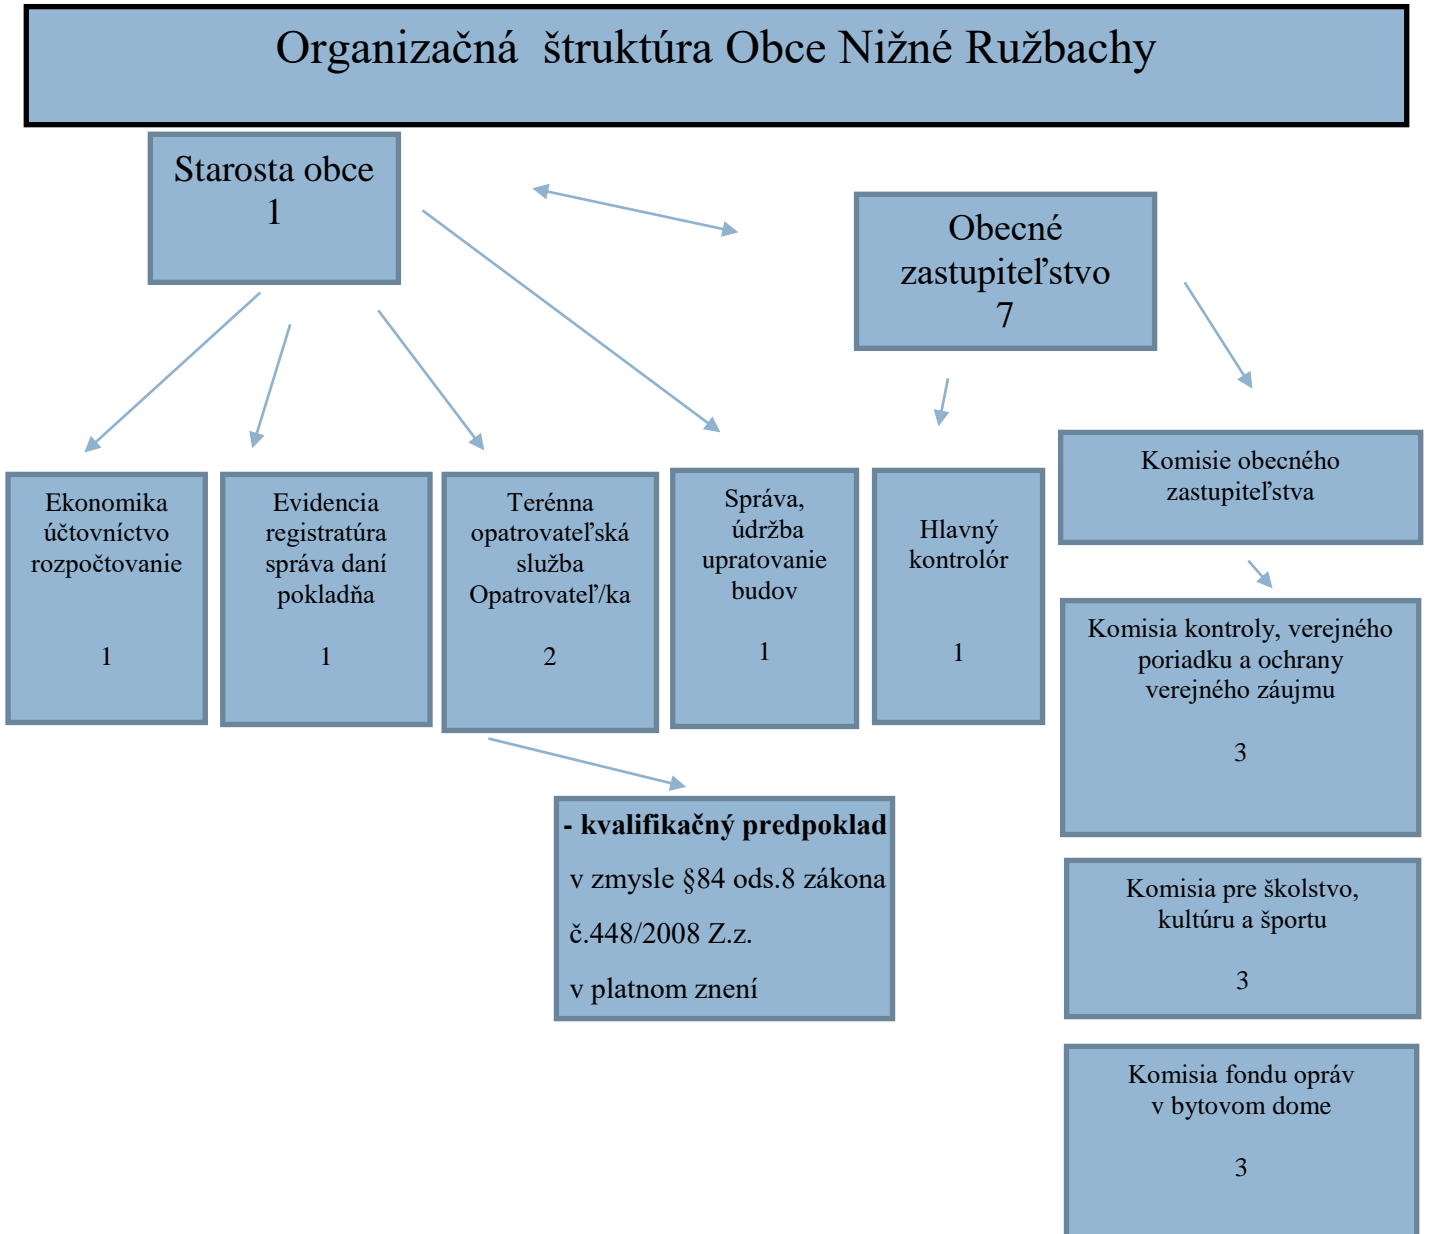 Organizačná štruktúra Obce Nižné Ružbachy
Starosta obce
1
Obecné
zastupiteľstvo
7
Ekonomika
účtovníctvo
rozpočtovanie
1
Evidencia
registratúra
správa daní
pokladňa
1
Terénna
opatrovateľská
služba
Opatrovateľ/ka
2
Správa,
údržba
upratovanie
budov
1
Hlavný
kontrolór
1
Komisie obecného
zastupiteľstva
Komisia kontroly, verejného
poriadku a ochrany
verejného záujmu
3
- kvalifikačný predpoklad
v zmysle §84 ods.8 zákona
č.448/2008 Z.z.
v platnom znení
Komisia pre školstvo,
kultúru a športu
3
Komisia fondu opráv
v bytovom dome
3